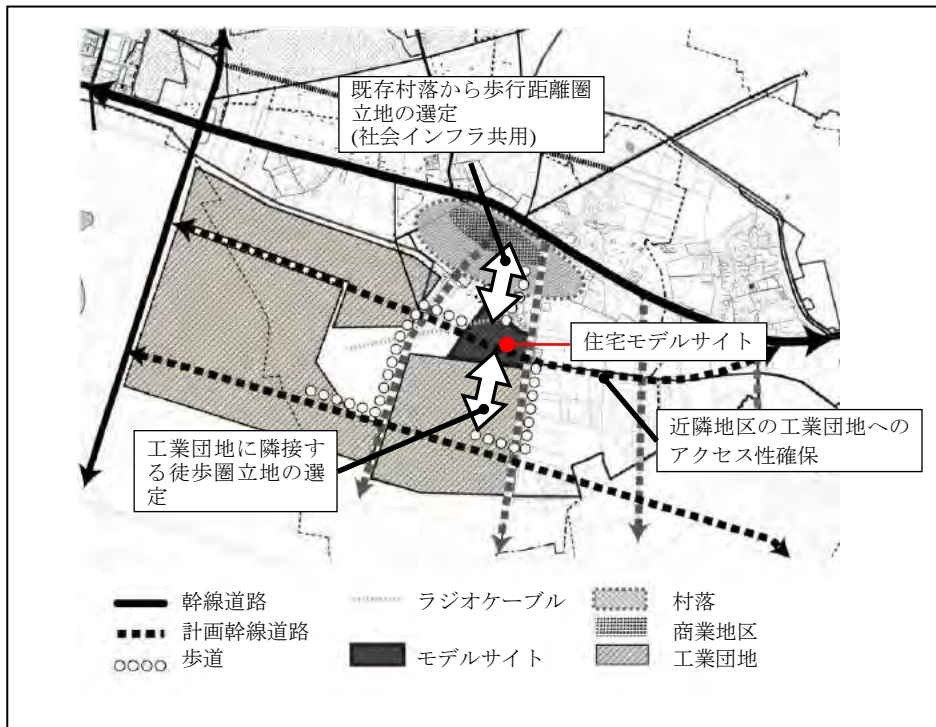 既存村落から歩行距離圏
立地の選定
(社会インフラ共用)
住宅モデルサイト
近隣地区の工業団地への
アクセス性確保
工業団地に隣接す
る徒歩圏立地の選
定
幹線道路
計画幹線道路
歩道
ラジオケーブル
モデルサイト
村落
商業地区
工業団地